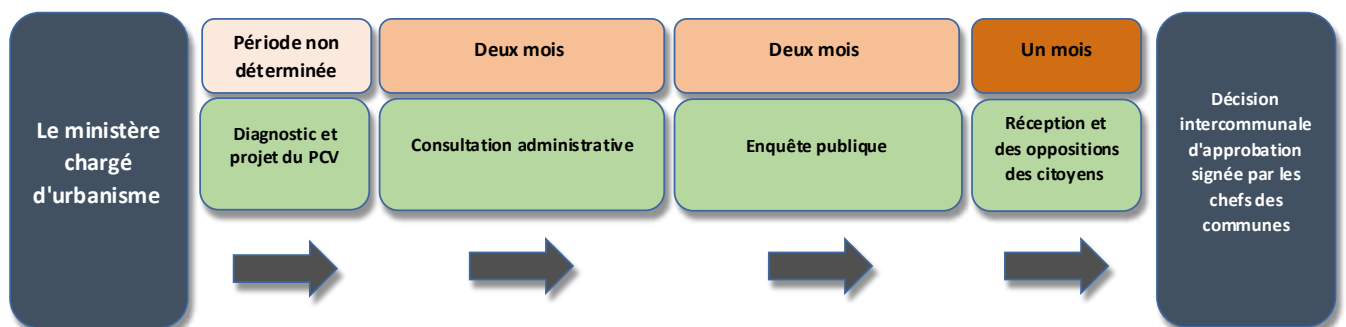 Le ministère
chargé
d'urbanisme
Période non
déterminée
Diagnostic et
projet du PCV
Deux mois
Consultation administrative
Deux mois
Enquête publique
Un mois
Réception et
des oppositions
des citoyens
Décision
intercommunale
d'approbation
signée par les
chefs des
communes